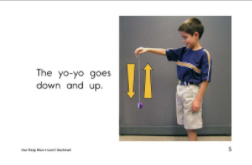 The yo-yo goes
down and up.
5